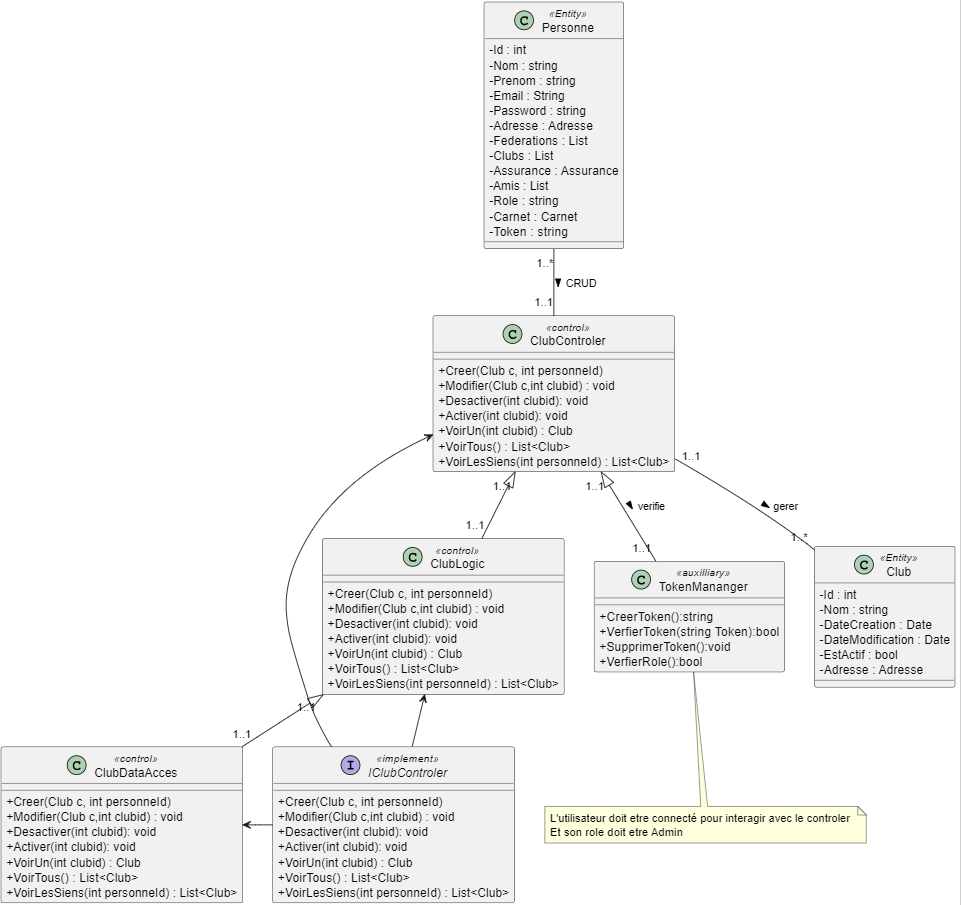 «Entity»
C
Personne
-Id : int
-Nom : string
-Prenom : string
-Email : String
-Password : string
-Adresse : Adresse
-Federations : List
-Clubs : List
-Assurance : Assurance
-Amis : List
-Role : string
-Carnet : Carnet
-Token : string
1..*
CRUD
1..1
«control»
C
ClubControler
+Creer(Club c, int personneId)
+Modifier(Club c,int clubid) : void
+Desactiver(int clubid): void
+Activer(int clubid): void
+VoirUn(int clubid) : Club
+VoirTous() : List<Club>
+VoirLesSiens(int personneId) : List<Club>
1..1
1..1
1..1
verifie
gerer
1..1
1..1
1..*
«control»
C
ClubLogic
+Creer(Club c, int personneId)
+Modifier(Club c,int clubid) : void
+Desactiver(int clubid): void
+Activer(int clubid): void
+VoirUn(int clubid) : Club
+VoirTous() : List<Club>
+VoirLesSiens(int personneId) : List<Club>
«auxilliary»
C
TokenMananger
+CreerToken():string
+VerfierToken(string Token):bool
+SupprimerToken():void
+VerfierRole():bool
«Entity»
C
Club
-Id : int
-Nom : string
-DateCreation : Date
-DateModification : Date
-EstActif : bool
-Adresse : Adresse
1..1
1..1
«control»
C
ClubDataAcces
+Creer(Club c, int personneId)
+Modifier(Club c,int clubid) : void
+Desactiver(int clubid): void
+Activer(int clubid): void
+VoirUn(int clubid) : Club
+VoirTous() : List<Club>
+VoirLesSiens(int personneId) : List<Club>
«implement»
I
IClubControler
+Creer(Club c, int personneId)
+Modifier(Club c,int clubid) : void
+Desactiver(int clubid): void
+Activer(int clubid): void
+VoirUn(int clubid) : Club
+VoirTous() : List<Club>
+VoirLesSiens(int personneId) : List<Club>
L'utilisateur doit etre connecté pour interagir avec le controler
Et son role doit etre Admin